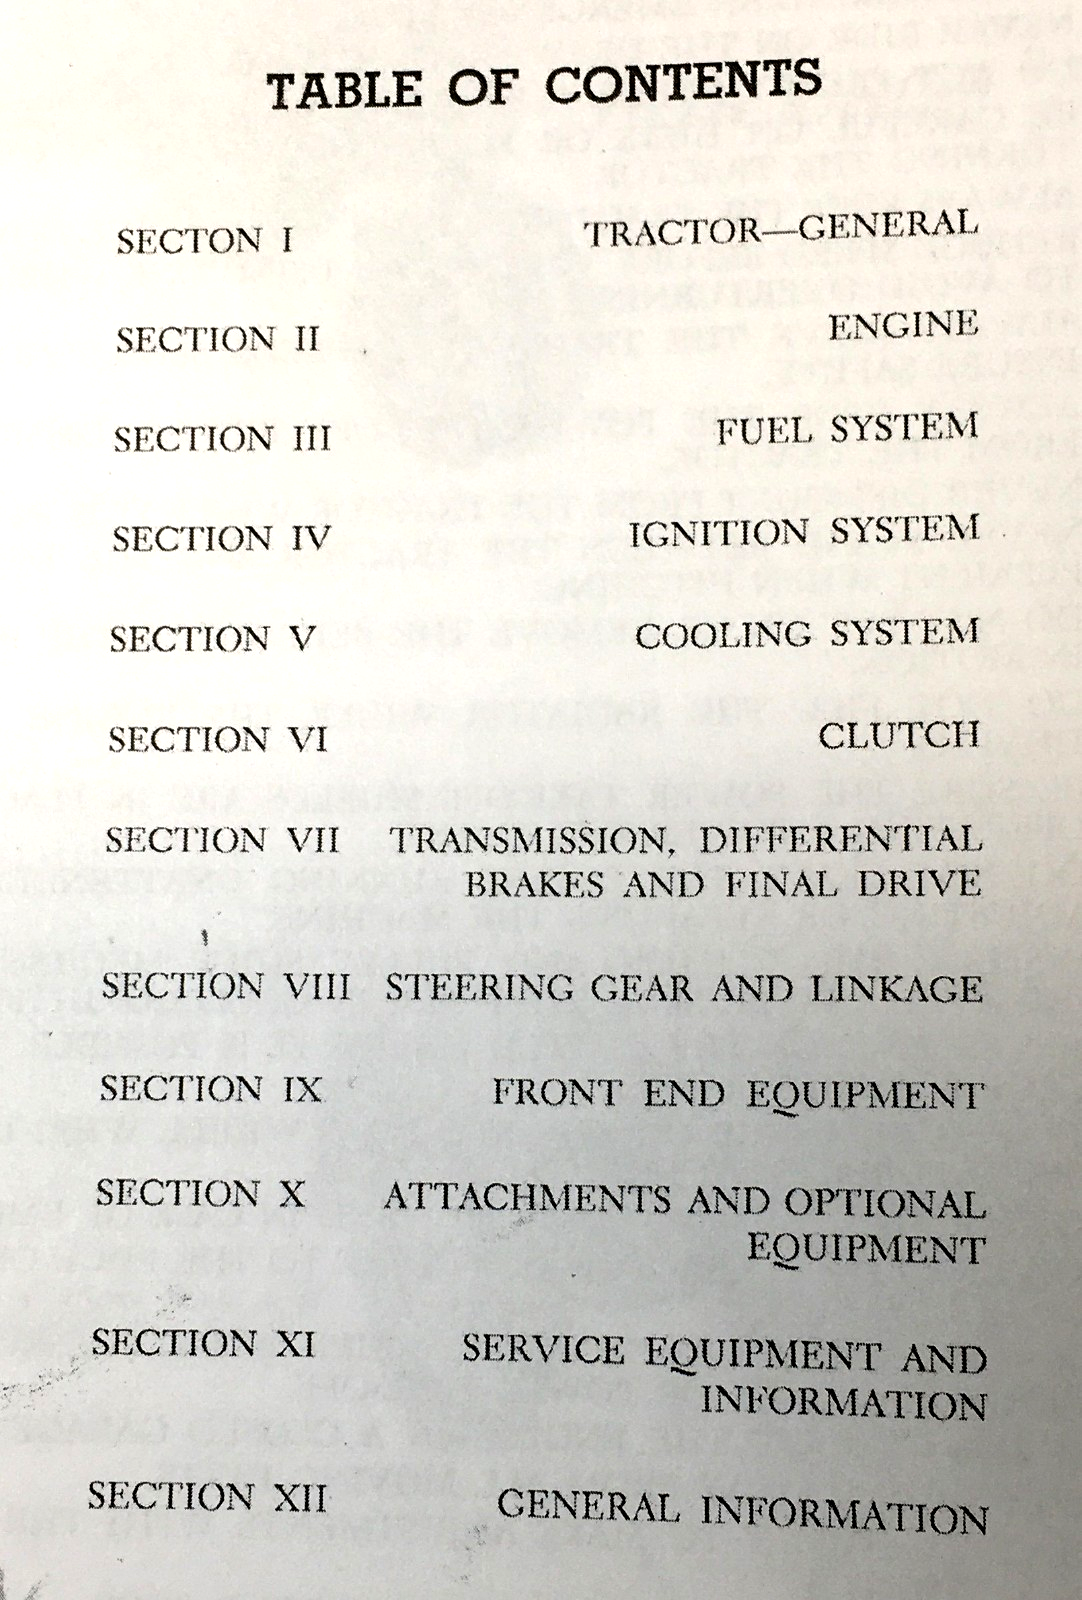 TABLE OF CONTENTS
SECTON I TRACTOR—GENERAL
SECTION II ENGINE
SECTION III FUEL SYSTEM
SECTION IV IGNITION SYSTEM
SECTION V COOLING SYSTEM
SECTION VI CLUTCH
SECTION VII TRANSMISSION, DIFFERENTIAL
BRAKES AND FINAL DRIVE
SECTION VIII STEERING GEAR AND LINKAGE
SECTION IX FRONT END EQUIPMENT
SECTION X ATTACHMENTS AND OPTIONAL
EQUIPMENT
SECTION XI SERVICE EQUIPMENT AND
INFORMATION
SECTION XII GENERAL INFORMATION